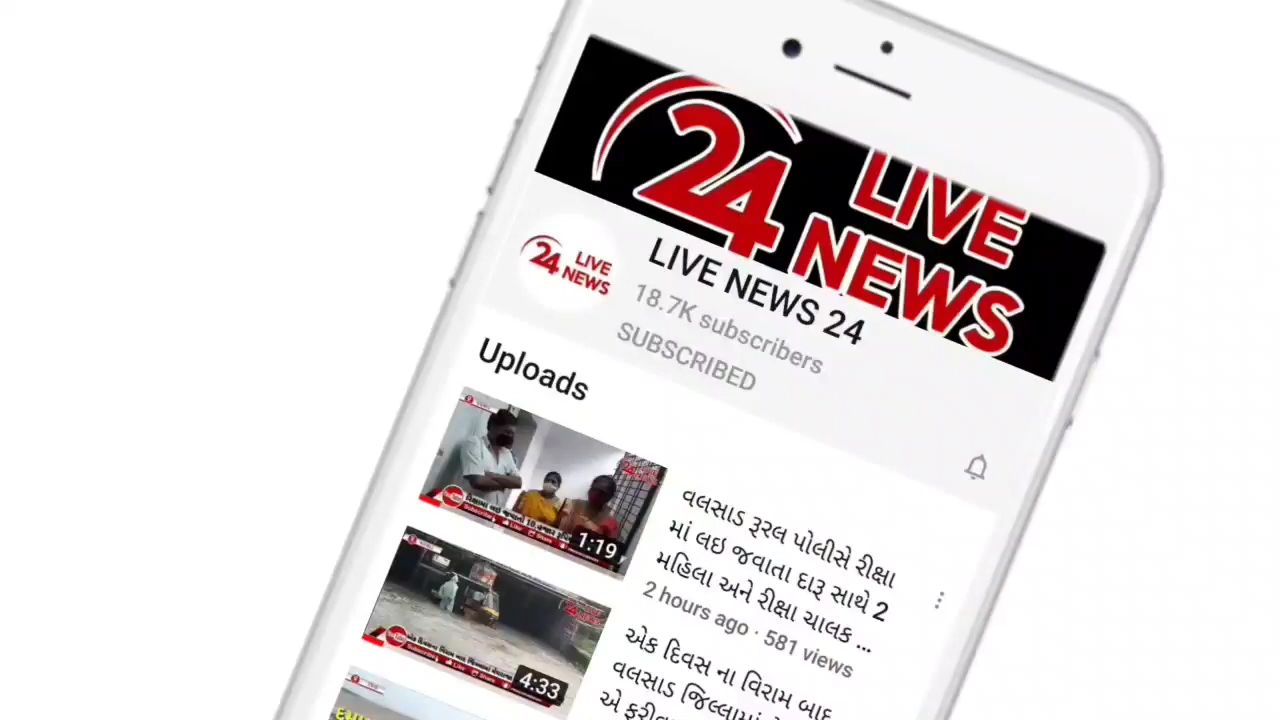 24 LIVE
NEWS
24 LIVE
NEWS
LIVE NEWS 24
18.7K subscribers
SUBSCRIBED
Uploads
1:19
વલસાડ રૂરલ પોલીસે રીક્ષા
માં લઇ જવાતા દારૂ સાથે 2
મહિલા અને રીક્ષા ચાલક ...
2 hours ago · 581 views
4:33
એક દિવસ ના વિરામ બાદ
વલસાડ જિલ્લામાં
એ ફરીવા